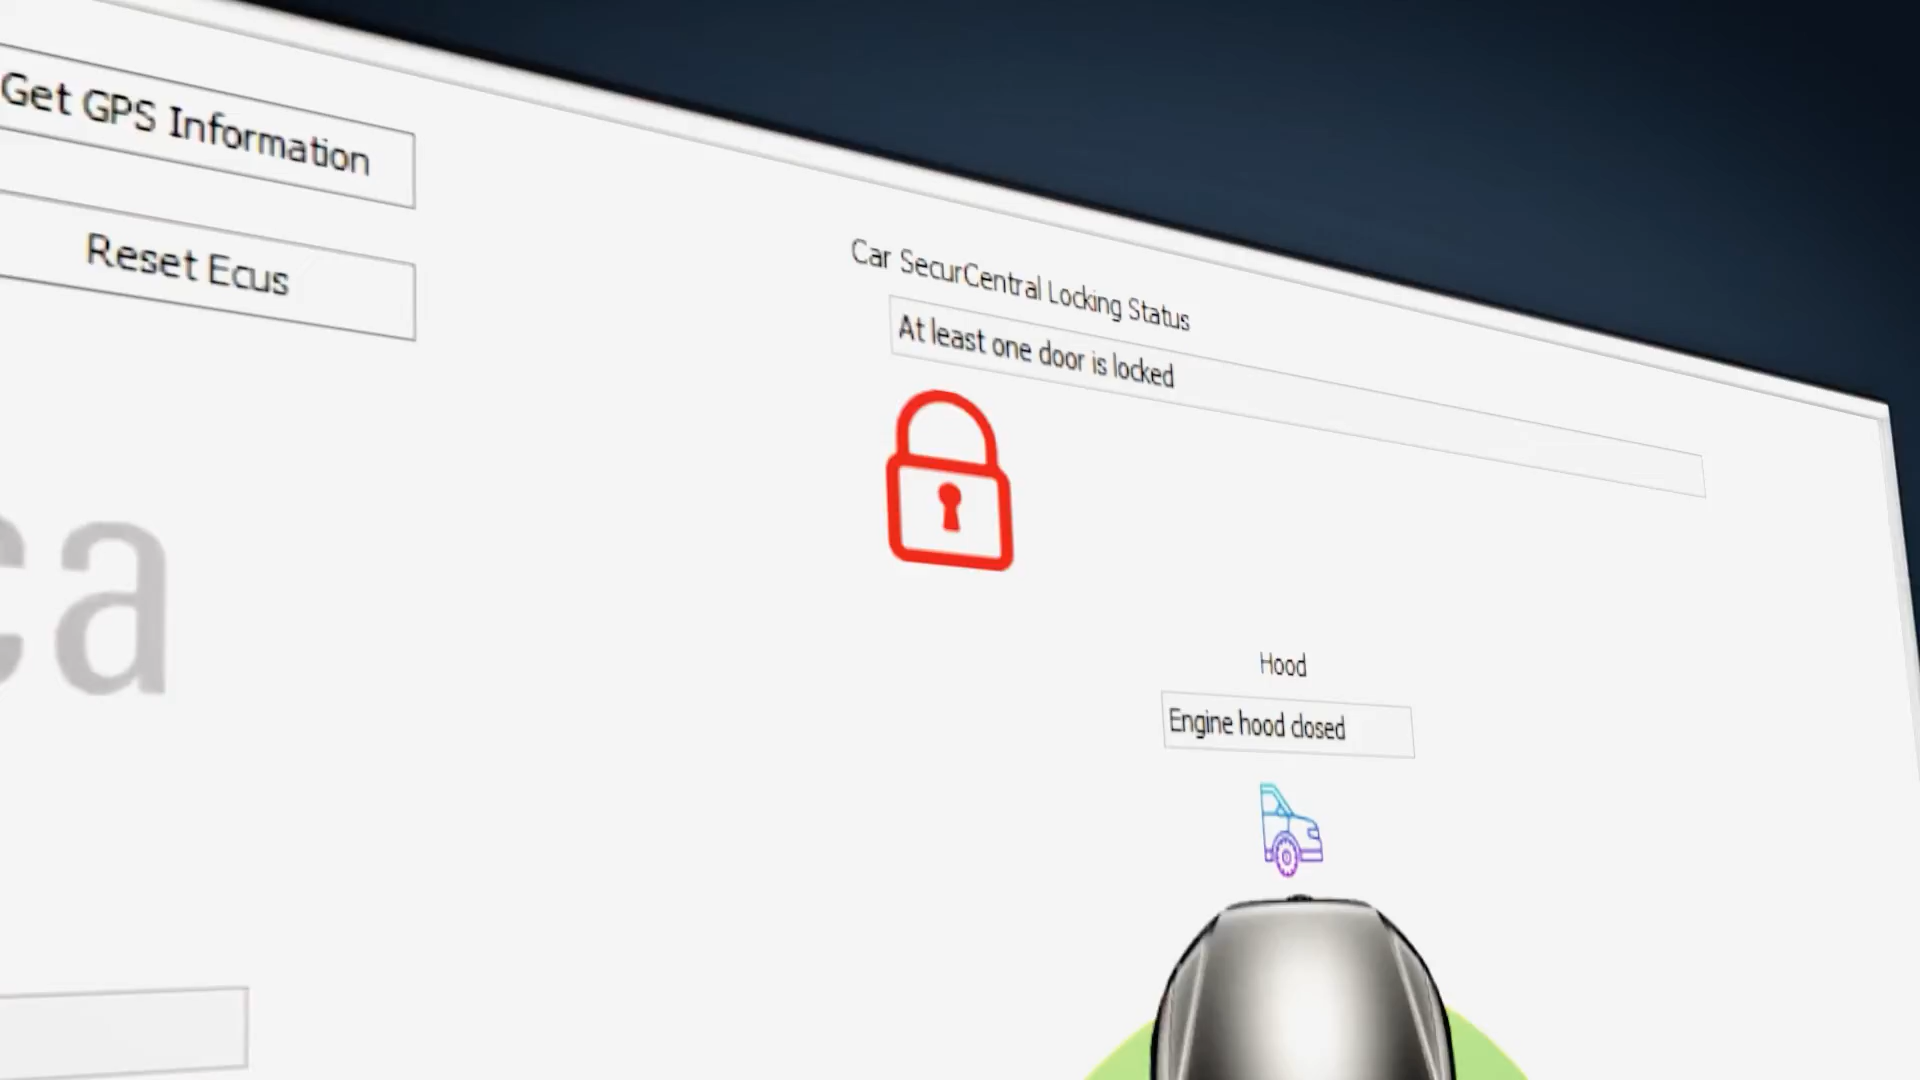 Get GPS Information
Reset Ecus
ca
Car SecurCentral Locking Status
At least one door is locked
Hood
Engine hood closed